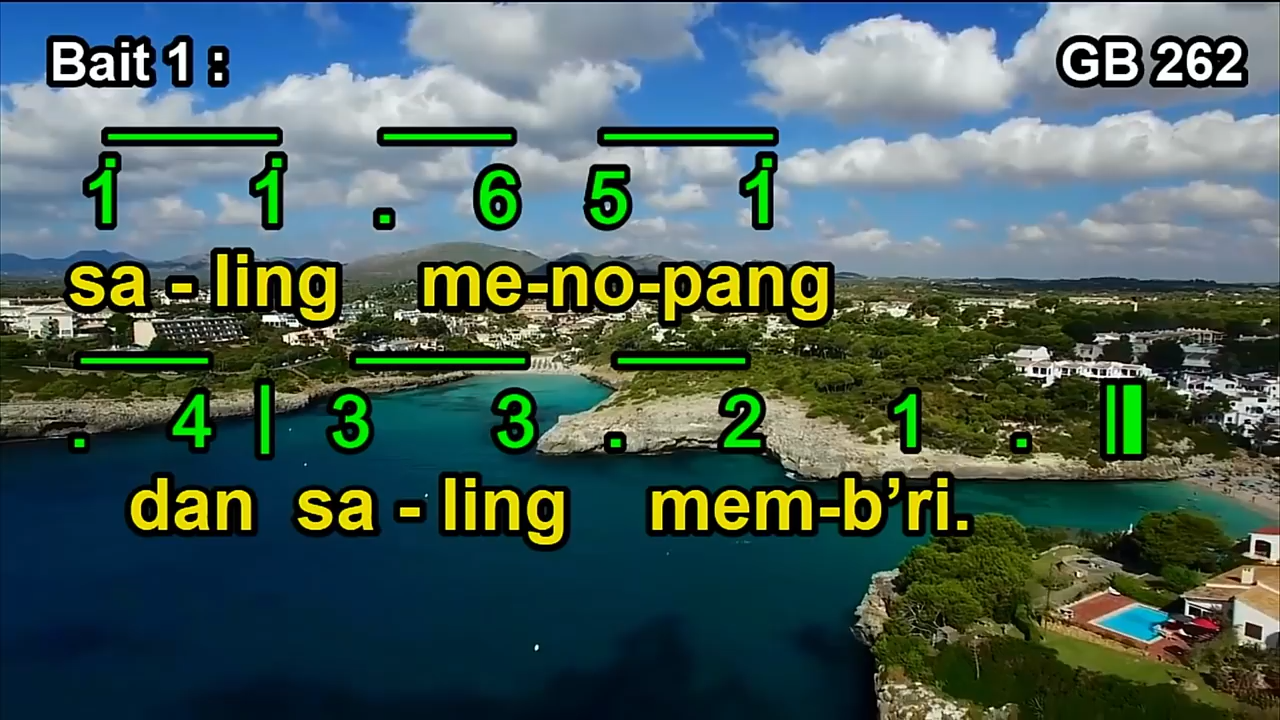 Bait 1 :
GB 262
1̇ 1̇ . 6 5 1̇
sa - ling me-no-pang
. 4 | 3 3 . 2 1 . ||
dan sa - ling mem-b’ri.